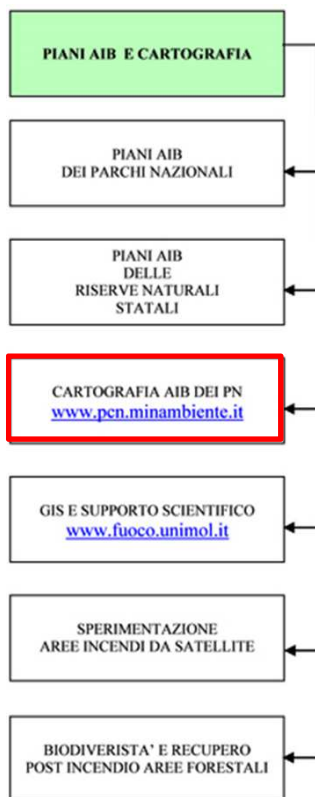 PIANI AIB E CARTOGRAFIA
PIANI AIB
DEI PARCHI NAZIONALI
PIANI AIB
DELLE
RISERVE NATURALI
STATALI
CARTOGRAFIA AIB DEI PN
www.pcn.minambiente.it
GIS E SUPPORTO SCIENTIFICO
www.fuoco.unimol.it
SPERIMENTAZIONE
AREE INCENDI DA SATELLITE
BIODIVERISTA' E RECUPERO
POST INCENDIO AREE FORESTALI